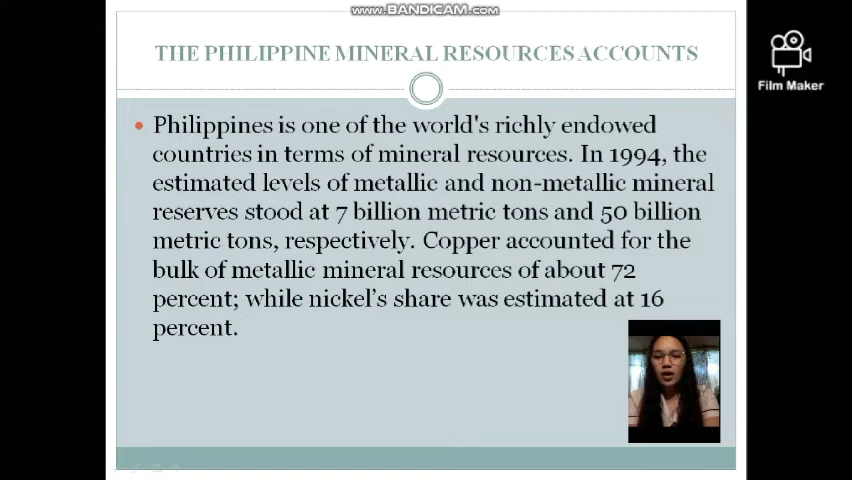 www.BANDICAM.com
THE PHILIPPINE MINERAL RESOURCES ACCOUNTS
Film Maker
• Philippines is one of the world's richly endowed
countries in terms of mineral resources. In 1994, the
estimated levels of metallic and non-metallic mineral
reserves stood at 7 billion metric tons and 50 billion
metric tons, respectively. Copper accounted for the
bulk of metallic mineral resources of about 72
percent; while nickel’s share was estimated at 16
percent.